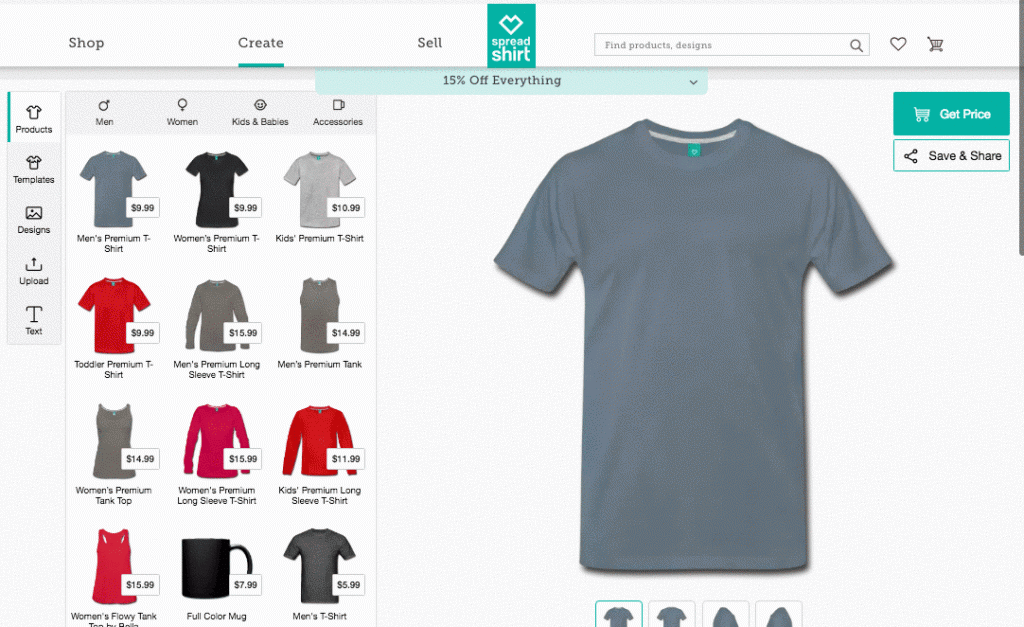 Shop
Create
Sell
spread
shirt
Find products, designs
15% Off Everything
Products
Templates
Designs
Upload
Text
Men
Women
Kids & Babies
Accessories
$9.99
$9.99
$10.99
Men's Premium T-
Shirt
Women's Premium T-
Shirt
Kids' Premium T-Shirt
$9.99
$15.99
$14.99
Toddler Premium T-
Shirt
Men's Premium Long
Sleeve T-Shirt
Men's Premium Tank
$14.99
$15.99
$11.99
Women's Premium
Tank Top
Women's Premium
Long Sleeve T-Shirt
Kids' Premium Long
Sleeve T-Shirt
$15.99
$7.99
$5.99
Women's Flowy Tank
Top by Bella
Full Color Mug
Men's T-Shirt
Get Price
Save & Share